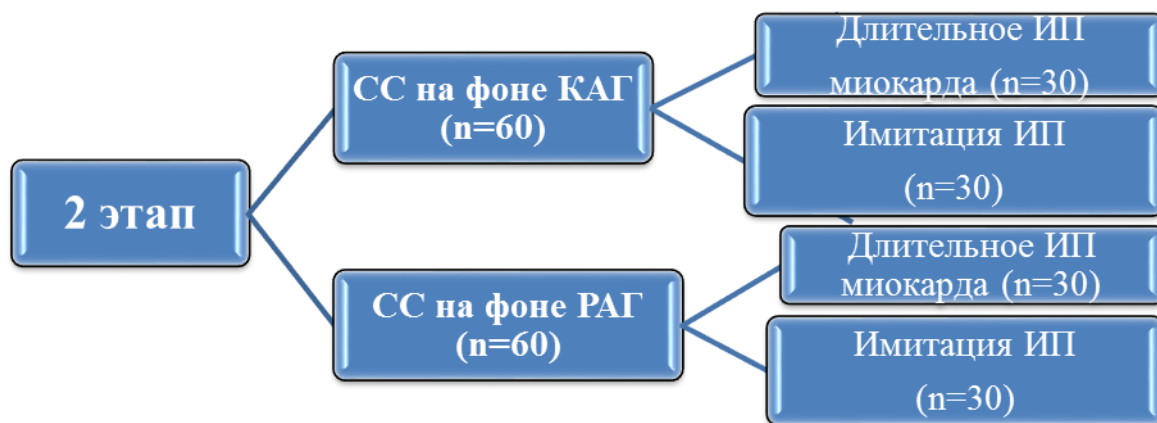 2 этап
СС на фоне КАГ
(n=60)
Длительное ИП
миокарда (n=30)
Имитация ИП
(n=30)
СС на фоне РАГ
(n=60)
Длительное ИП
миокарда (n=30)
Имитация ИП
(n=30)